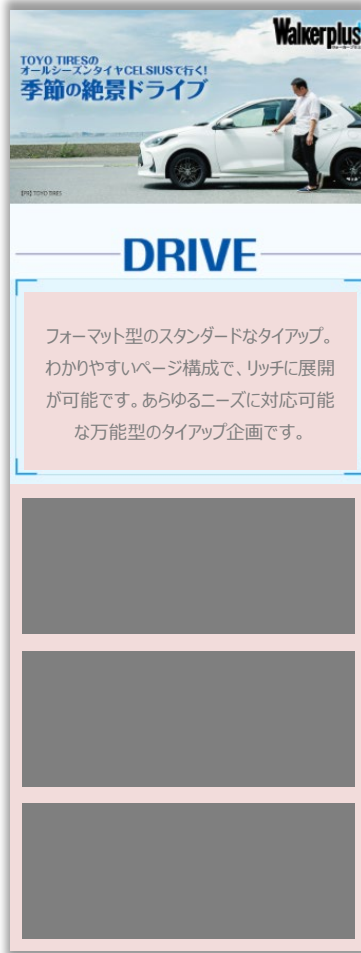 Walkerplus
TOYO TIRESの
オールシーズンタイヤCELSIUSで行く!
季節の絶景ドライブ
[PR] TOYO TIRES
DRIVE
フォーマット型のスタンダードなタイアップ。
わかりやすいページ構成で、リッチに展開
が可能です。あらゆるニーズに対応可能
な万能型のタイアップ企画です。